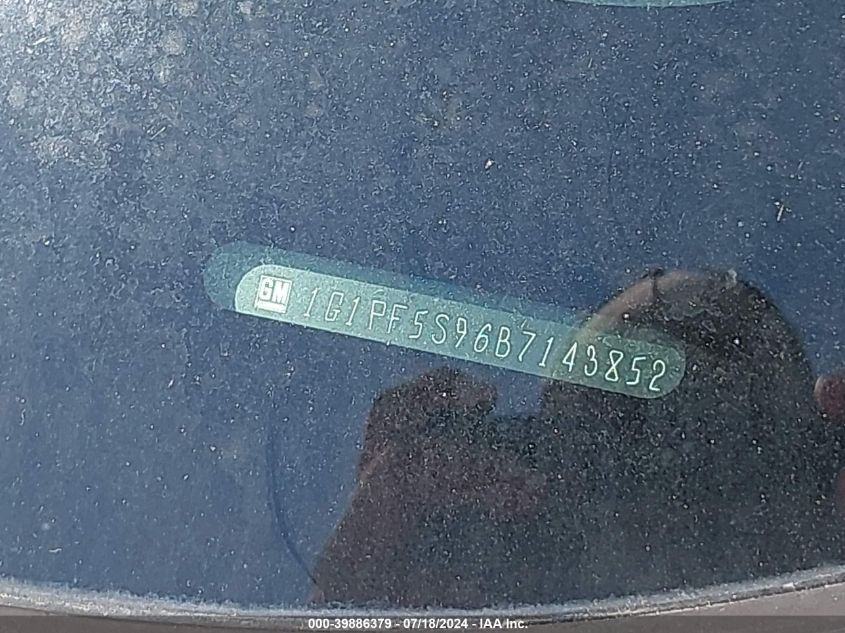 GM 1G1PF5S96B7143852
000-39886379 - 07/18/2024 - IAA Inc.